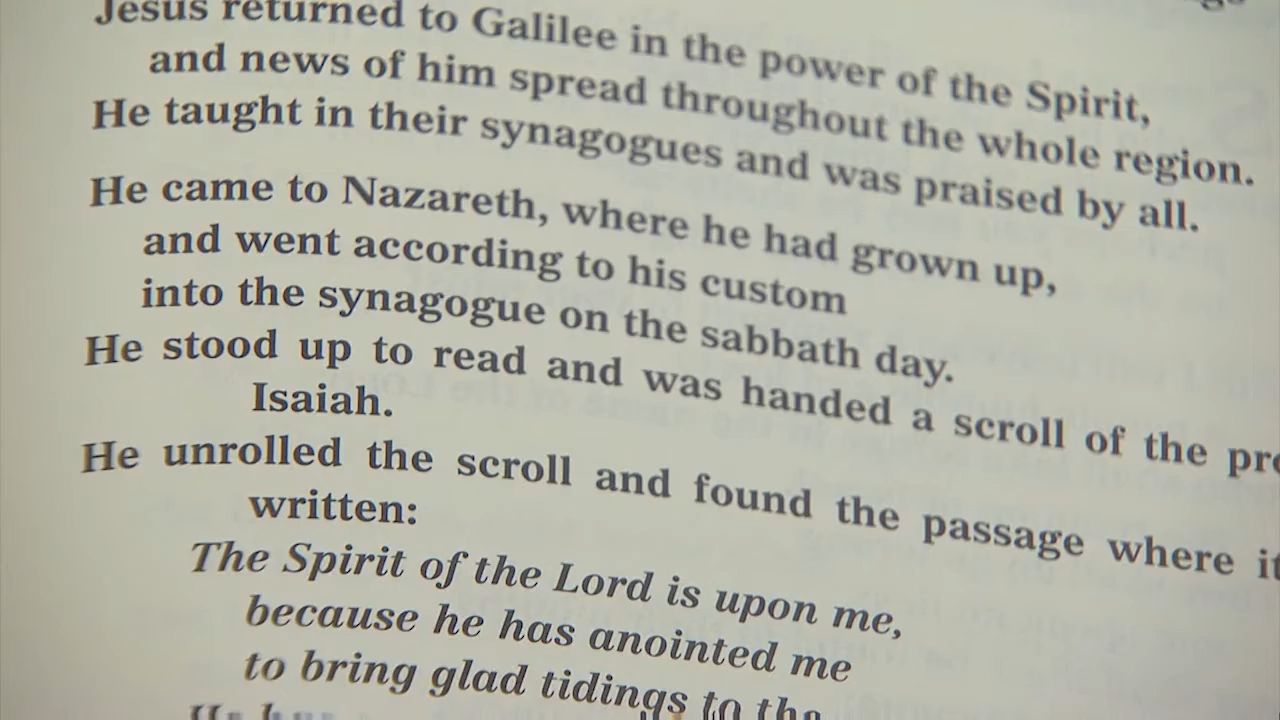 Jesus returned to Galilee in the power of the Spirit,
and news of him spread throughout the whole region.
He taught in their synagogues and was praised by all.
He came to Nazareth, where he had grown up,
and went according to his custom
into the synagogue on the sabbath day.
He stood up to read and was handed a scroll of the
Isaiah.
He unrolled the scroll and found the passage where it
written:
The Spirit of the Lord is upon me,
because he has anointed me
to bring glad tidings to the